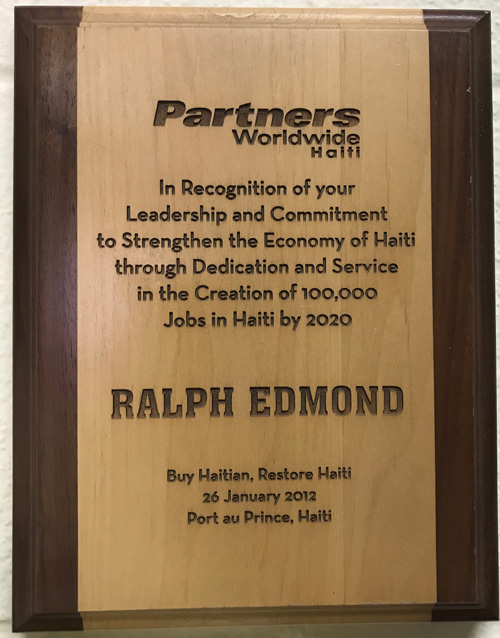 Partners
Worldwide
Haiti
In Recognition of your
Leadership and Commitment
to Strengthen the Economy of Haiti
through Dedication and Service
in the Creation of 100,000
Jobs in Haiti by 2020
RALPH EDMOND
Buy Haitian, Restore Haiti
26 January 2012
Port au Prince, Haiti